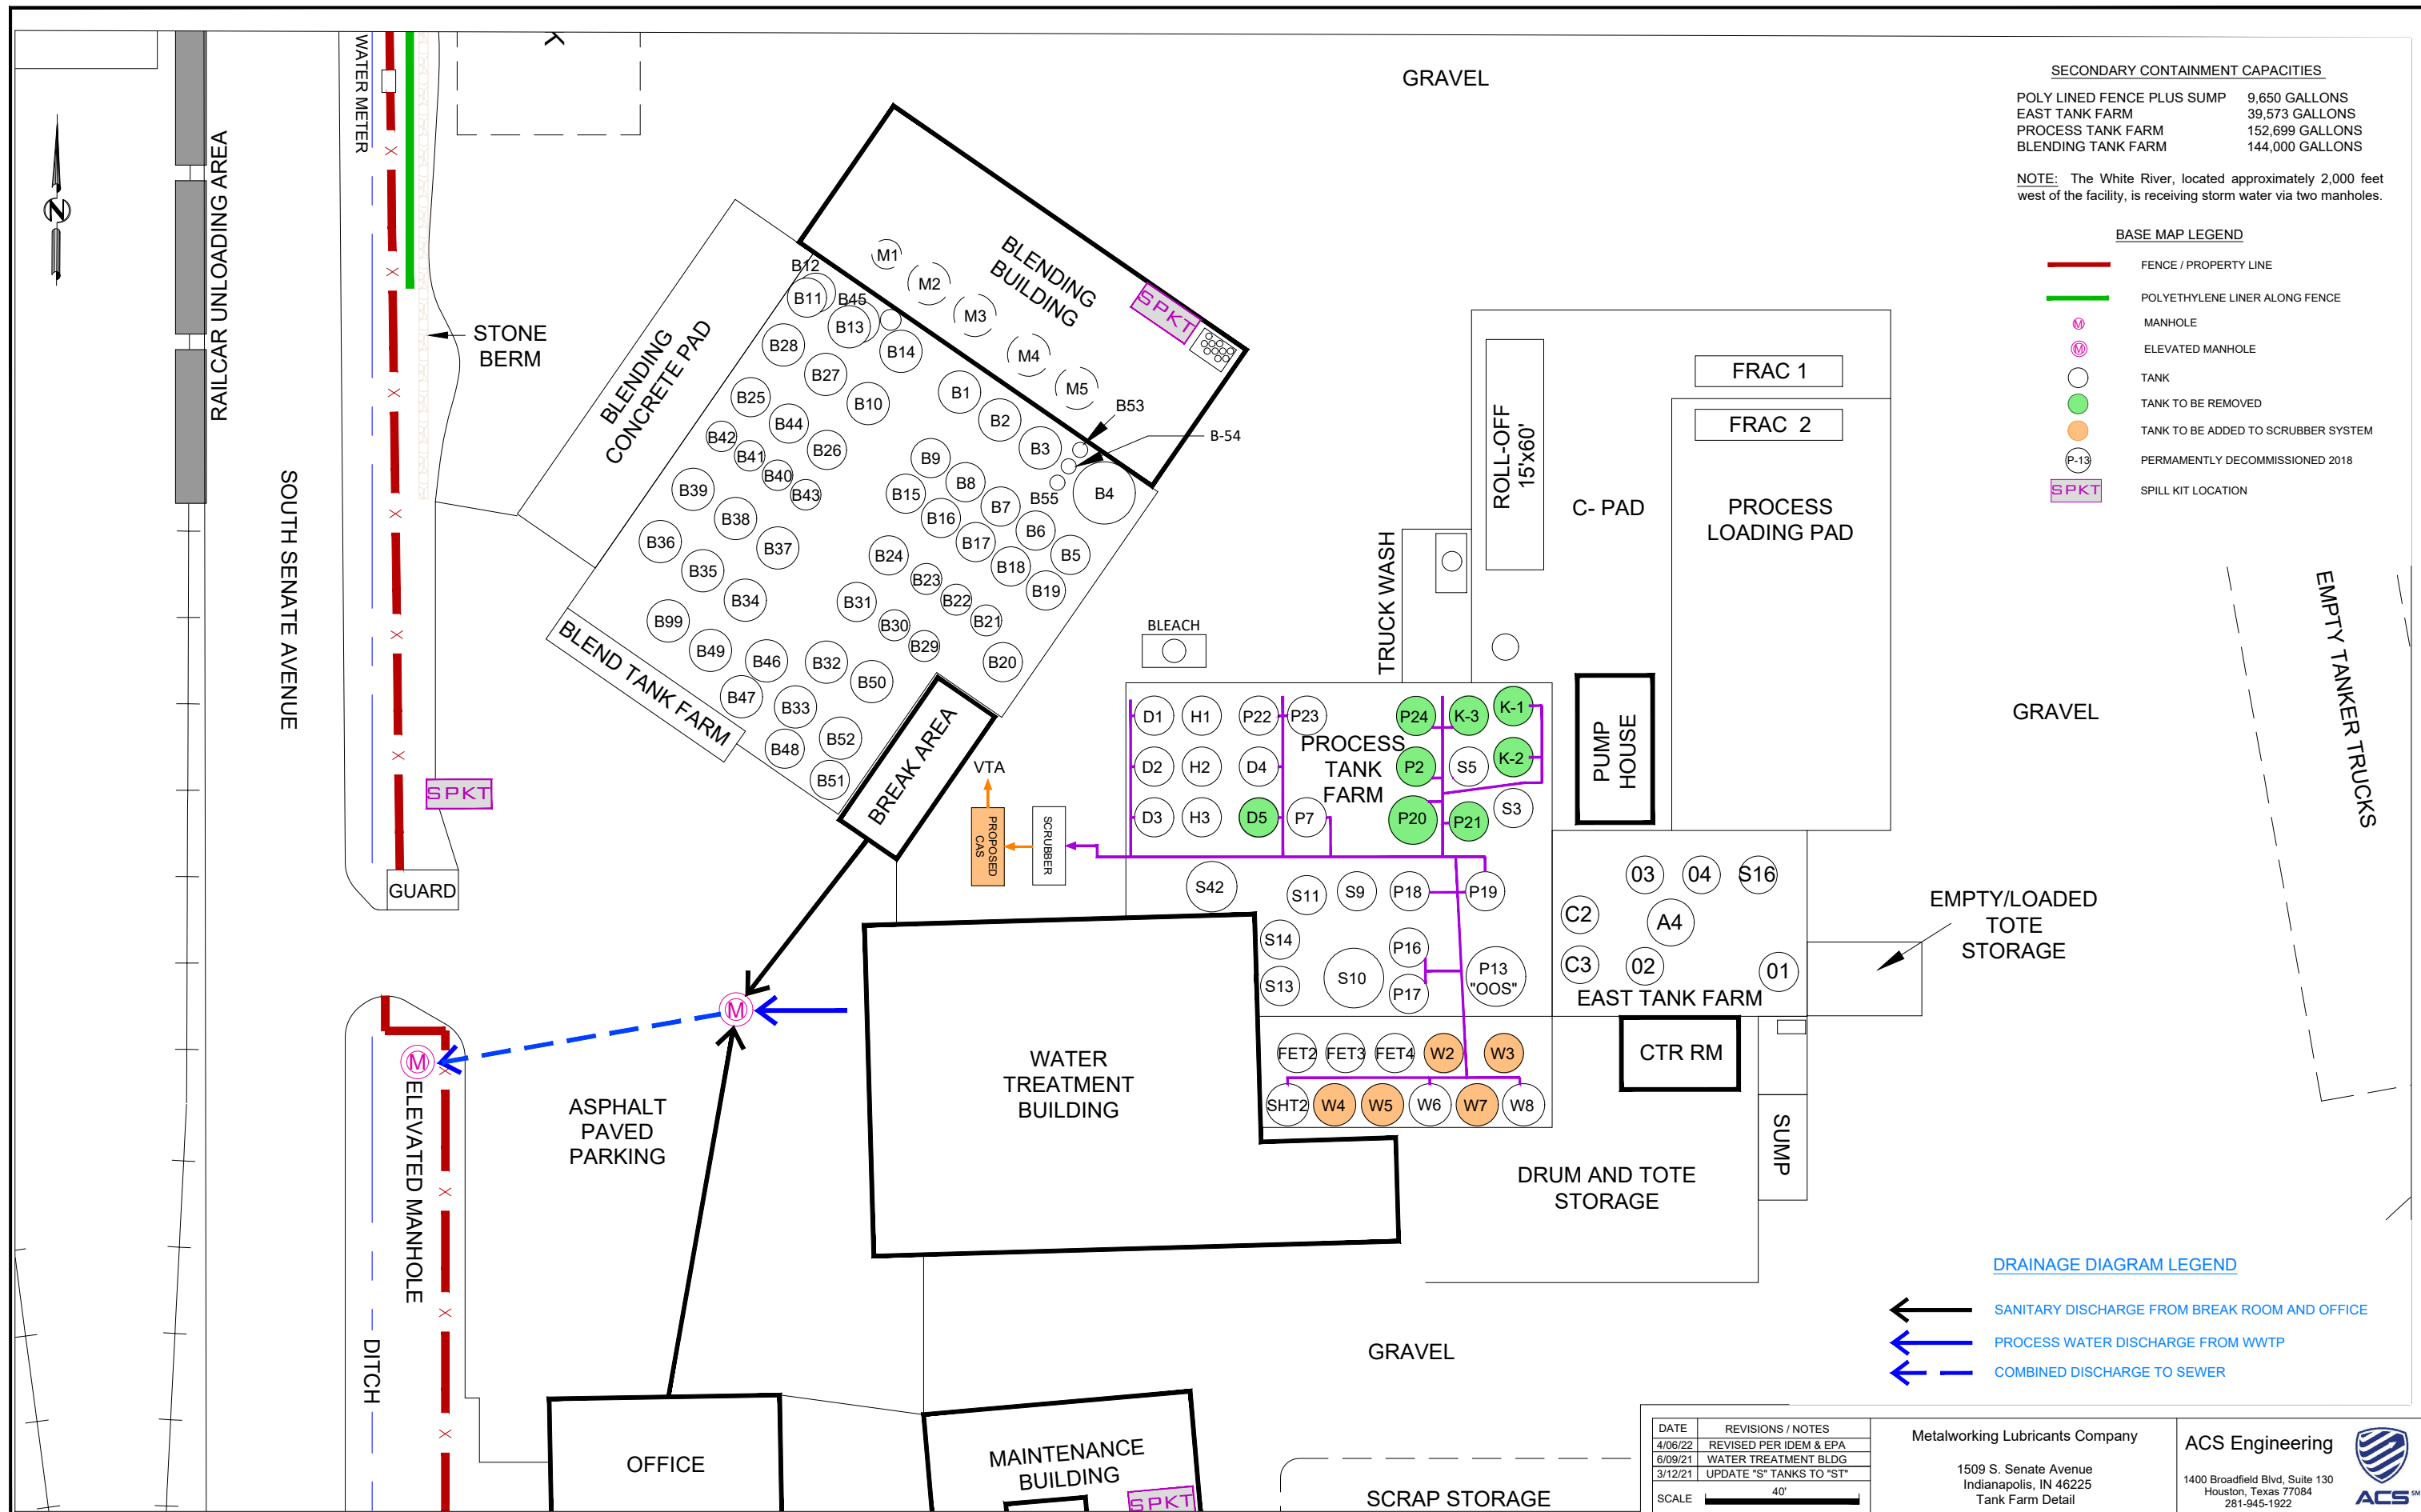 GRAVEL
SECONDARY CONTAINMENT CAPACITIES
POLY LINED FENCE PLUS SUMP 9,650 GALLONS
EAST TANK FARM 39,573 GALLONS
PROCESS TANK FARM 152,699 GALLONS
BLENDING TANK FARM 144,000 GALLONS
NOTE: The White River, located approximately 2,000 feet
west of the facility, is receiving storm water via two manholes.
BASE MAP LEGEND
FENCE / PROPERTY LINE
POLYETHYLENE LINER ALONG FENCE
M MANHOLE
M ELEVATED MANHOLE
TANK
TANK TO BE REMOVED
TANK TO BE ADDED TO SCRUBBER SYSTEM
P-13 PERMAMENTLY DECOMMISSIONED 2018
SPKT SPILL KIT LOCATION
N
RAILCAR UNLOADING AREA
WATER METER
SOUTH SENATE AVENUE
STONE
BERM
BLENDING
CONCRETE PAD
BLENDING
BUILDING
SPKT
M1
M2
M3
M4
M5
B12
B11
B45
B13
B14
B28
B27
B10
B25
B44
B26
B42
B41
B40
B43
B1
B2
B3
B53
B-54
B55
B4
B9
B8
B7
B6
B5
B15
B16
B17
B18
B19
B39
B38
B37
B36
B35
B34
B24
B23
B22
B21
B20
B31
B30
B29
B99
B49
B46
B32
B50
B47
B33
B52
B48
B51
BLEND TANK FARM
BREAK AREA
SPKT
GUARD
VTA
PROPOSED
CAS
SCRUBBER
BLEACH
TRUCK WASH
ROLL-OFF
15'x60'
C- PAD
FRAC 1
FRAC 2
PROCESS
LOADING PAD
PUMP
HOUSE
GRAVEL
EMPTY TANKER TRUCKS
D1 H1 P22 P23 P24 K-3 K-1
PROCESS
TANK
FARM
D2 H2 D4 P2 S5 K-2
D3 H3 D5 P7 P20 P21 S3
S42 S11 S9 P18 P19
S14 P16
S13 S10 P17
P13
"OOS"
03 04 S16
C2 A4
C3 02 01
EAST TANK FARM
EMPTY/LOADED
TOTE
STORAGE
FET2 FET3 FET4 W2 W3
SHT2 W4 W5 W6 W7 W8
CTR RM
SUMP
DRUM AND TOTE
STORAGE
WATER
TREATMENT
BUILDING
M
M
ELEVATED MANHOLE
ASPHALT
PAVED
PARKING
DITCH
GRAVEL
OFFICE
MAINTENANCE
BUILDING
SPKT
SCRAP STORAGE
DRAINAGE DIAGRAM LEGEND
SANITARY DISCHARGE FROM BREAK ROOM AND OFFICE
PROCESS WATER DISCHARGE FROM WWTP
COMBINED DISCHARGE TO SEWER
DATE REVISIONS / NOTES
4/06/22 REVISED PER IDEM & EPA
6/09/21 WATER TREATMENT BLDG
3/12/21 UPDATE "S" TANKS TO "ST"
SCALE 40'
Metalworking Lubricants Company
1509 S. Senate Avenue
Indianapolis, IN 46225
Tank Farm Detail
ACS Engineering
1400 Broadfield Blvd, Suite 130
Houston, Texas 77084
281-945-1922
ACS SM